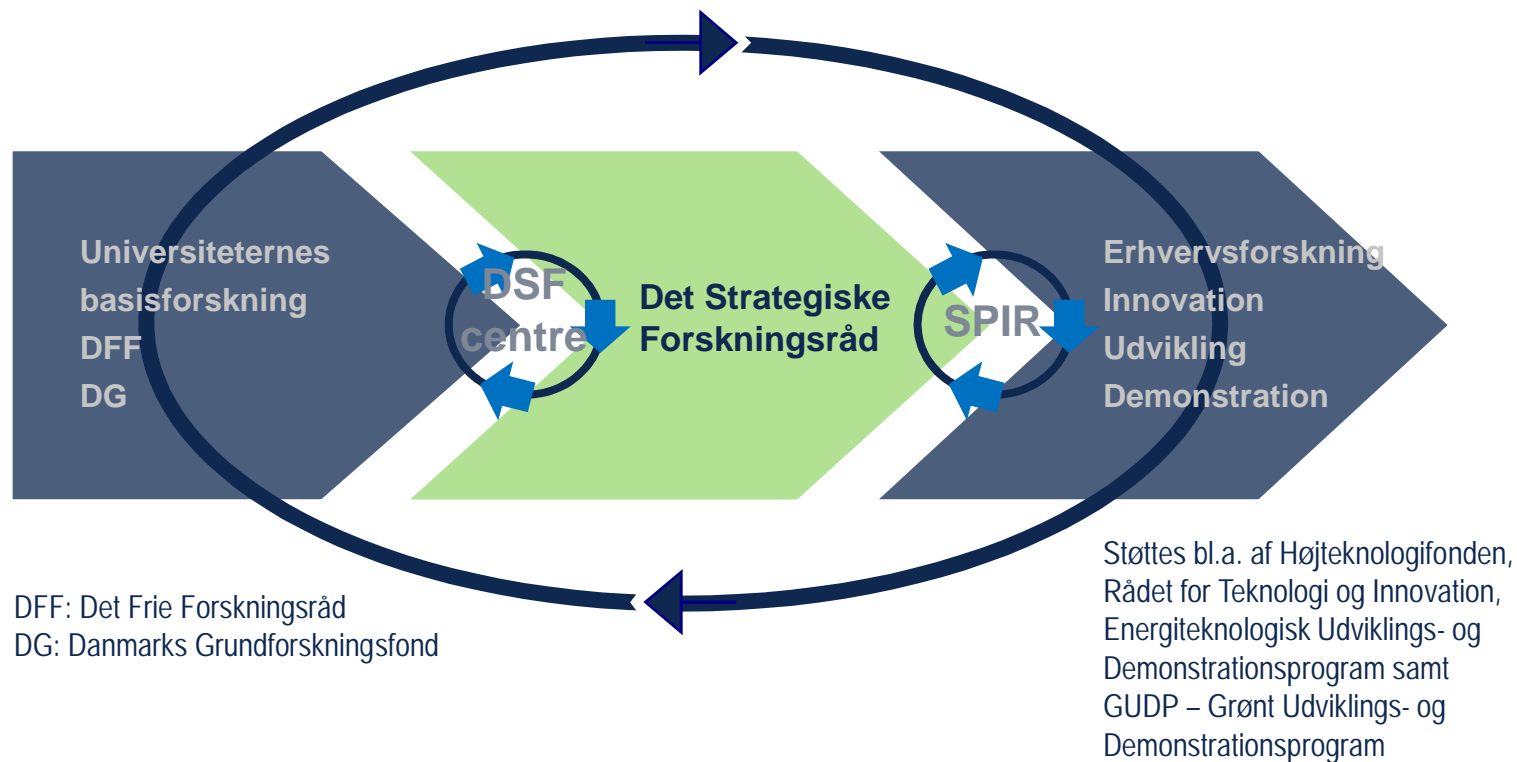 Universiteternes
basisforskning
DFF
DG
DSF
centre
Det Strategiske
Forskningsråd
SPIR
Erhvervsforskning
Innovation
Udvikling
Demonstration
DFF: Det Frie Forskningsråd
DG: Danmarks Grundforskningsfond
Støttes bl.a. af Højteknologifonden,
Rådet for Teknologi og Innovation,
Energiteknologisk Udviklings- og
Demonstrationsprogram samt
GUDP – Grønt Udviklings- og
Demonstrationsprogram